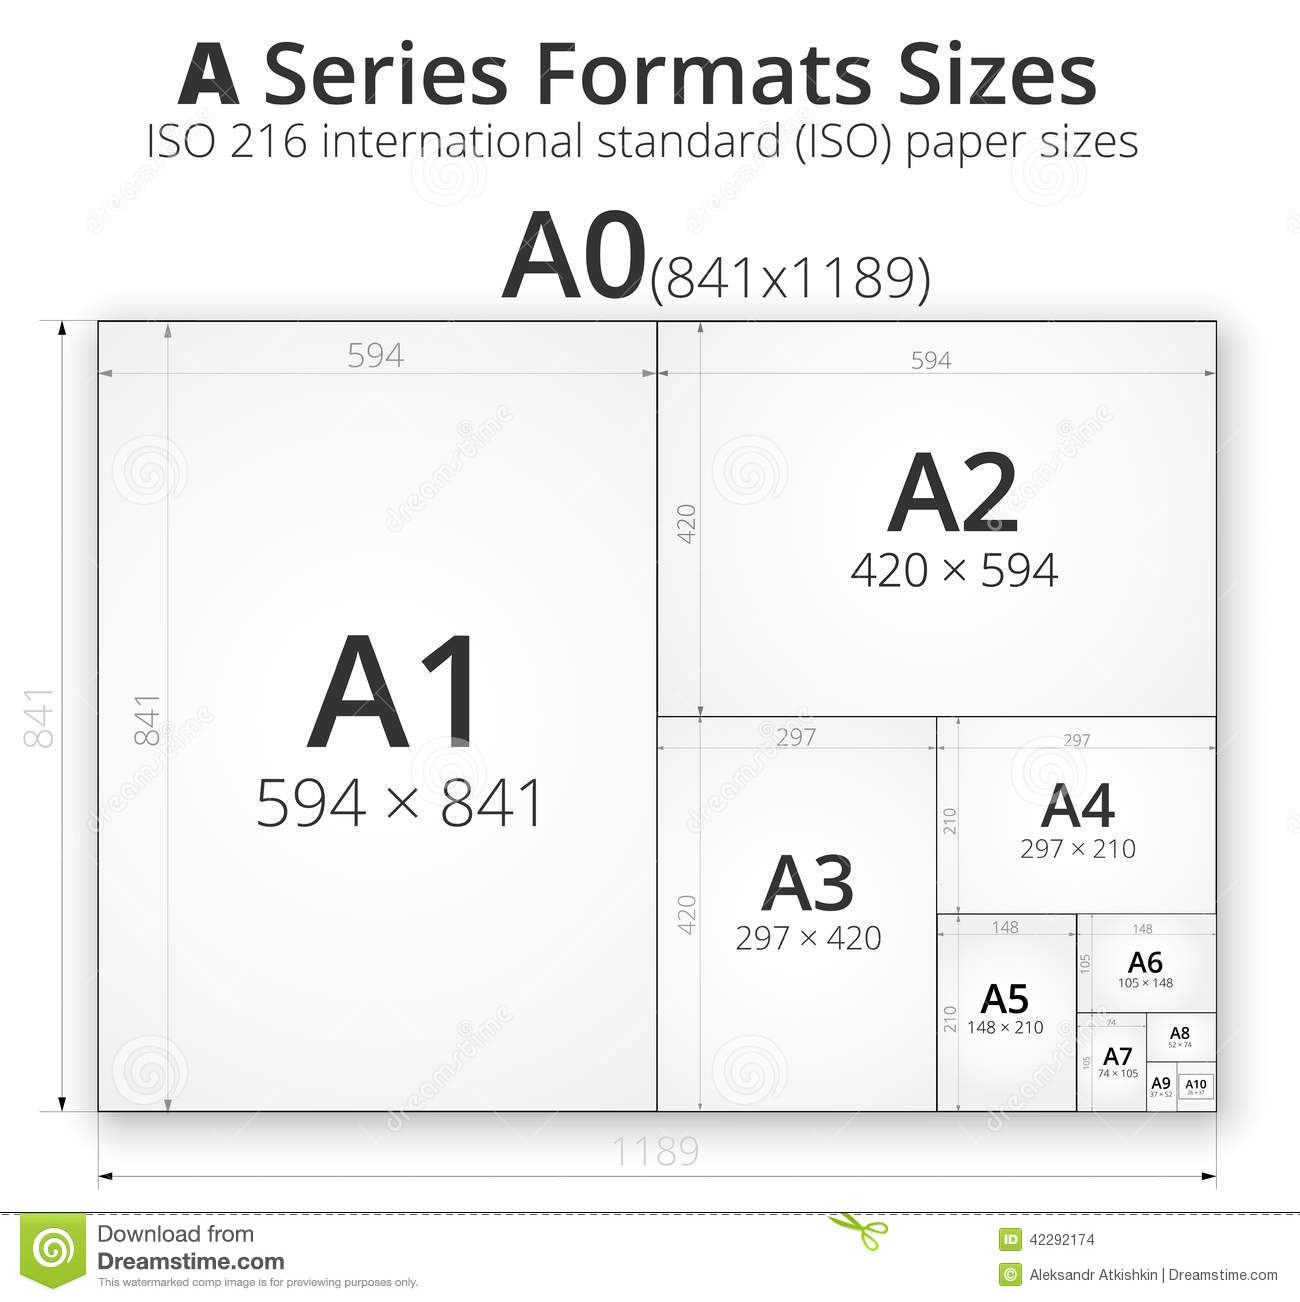 A Series Formats Sizes
ISO 216 international standard (ISO) paper sizes
A0(841x1189)
594
594
420
A2
420 × 594
841
841
A1
594 × 841
297
297
210
A4
297 × 210
A3
297 × 420
420
148
148
105
A6
105 × 148
A5
148 × 210
210
74
105
A7
74 × 105
A8
52 × 74
A9
37 × 52
A10
26 × 37
1189
dreamstime
Download from
Dreamstime.com
This watermarked comp image is for previewing purposes only.
ID 42292174
© Aleksandr Atkishkin | Dreamstime.com